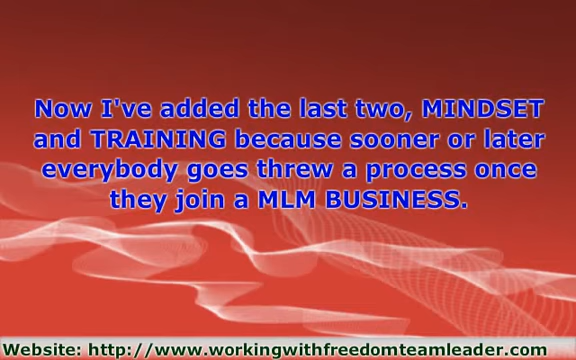 Now I've added the last two, MINDSET
and TRAINING because sooner or later
everybody goes threw a process once
they join a MLM BUSINESS.
Website: http://www.workingwithfreedomteamleader.com